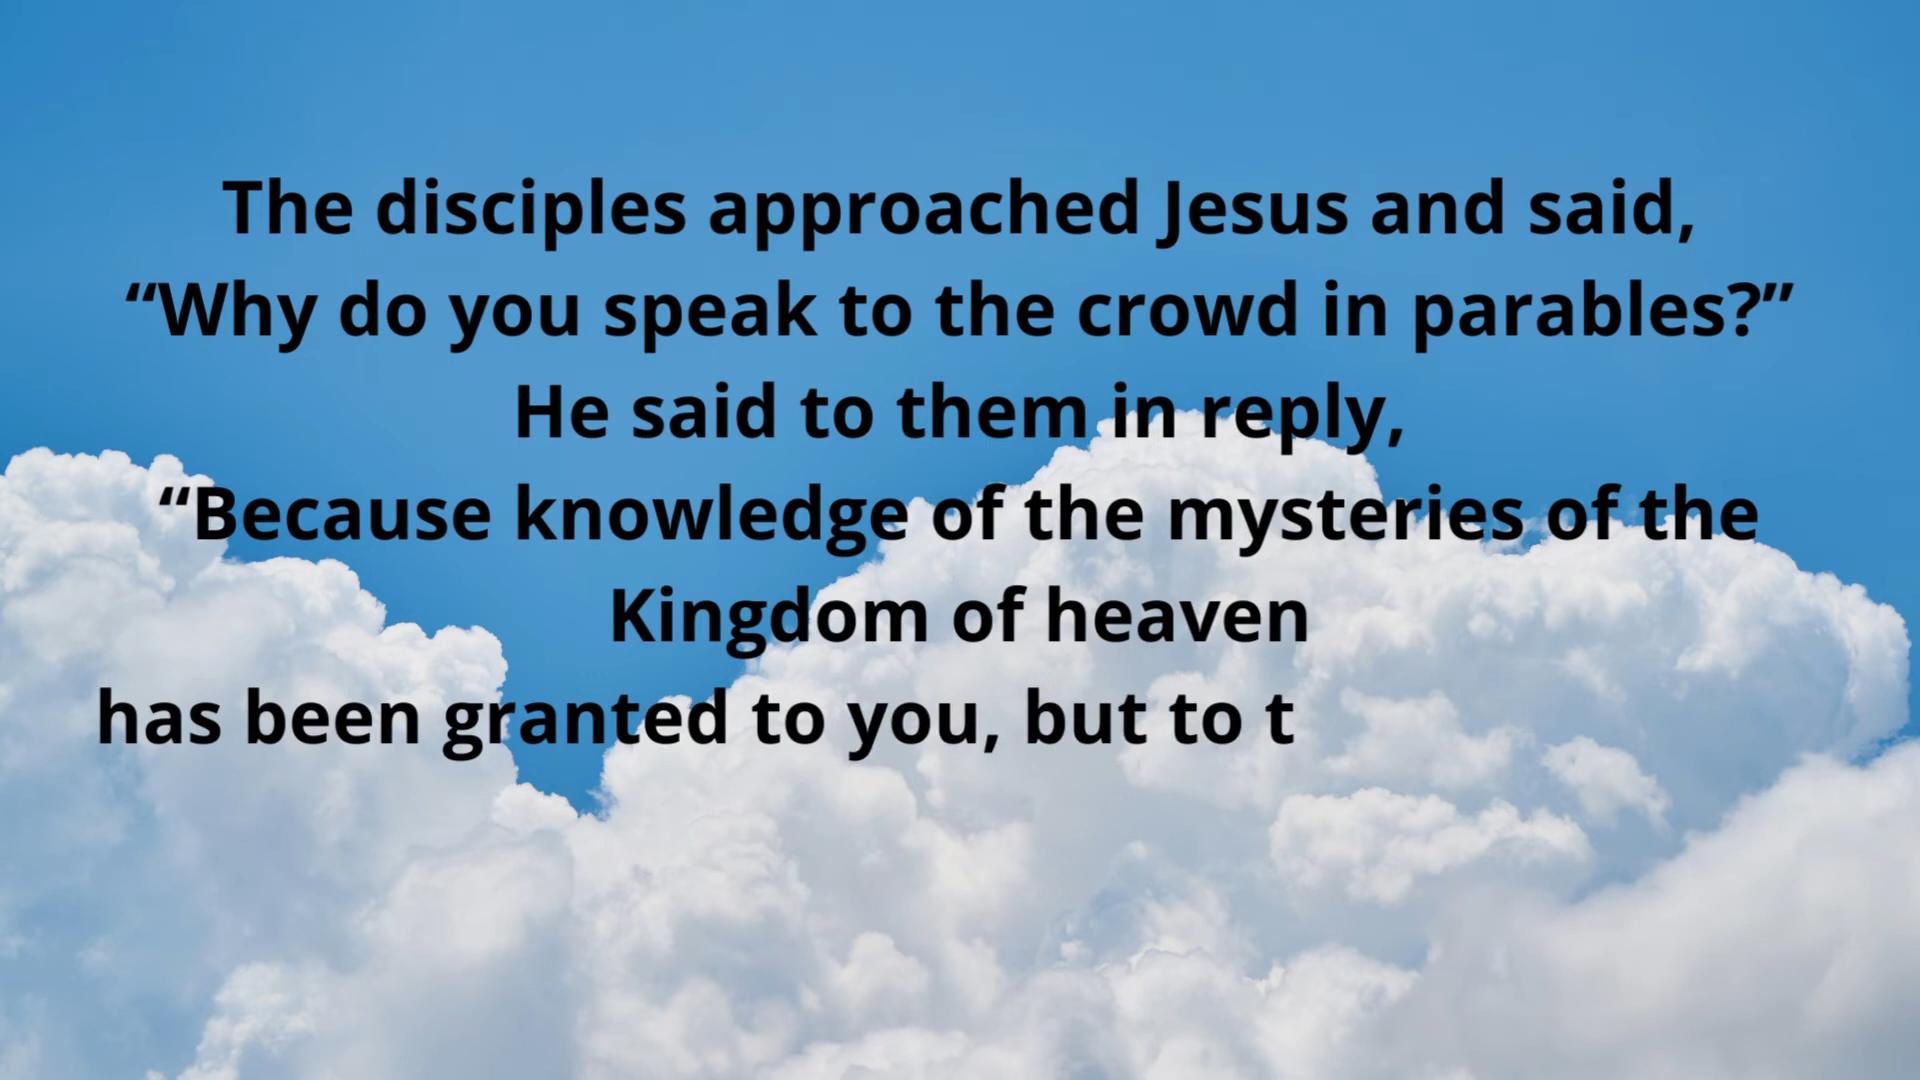 The disciples approached Jesus and said,
“Why do you speak to the crowd in parables?”
He said to them in reply,
“Because knowledge of the mysteries of the
Kingdom of heaven
has been granted to you, but to t